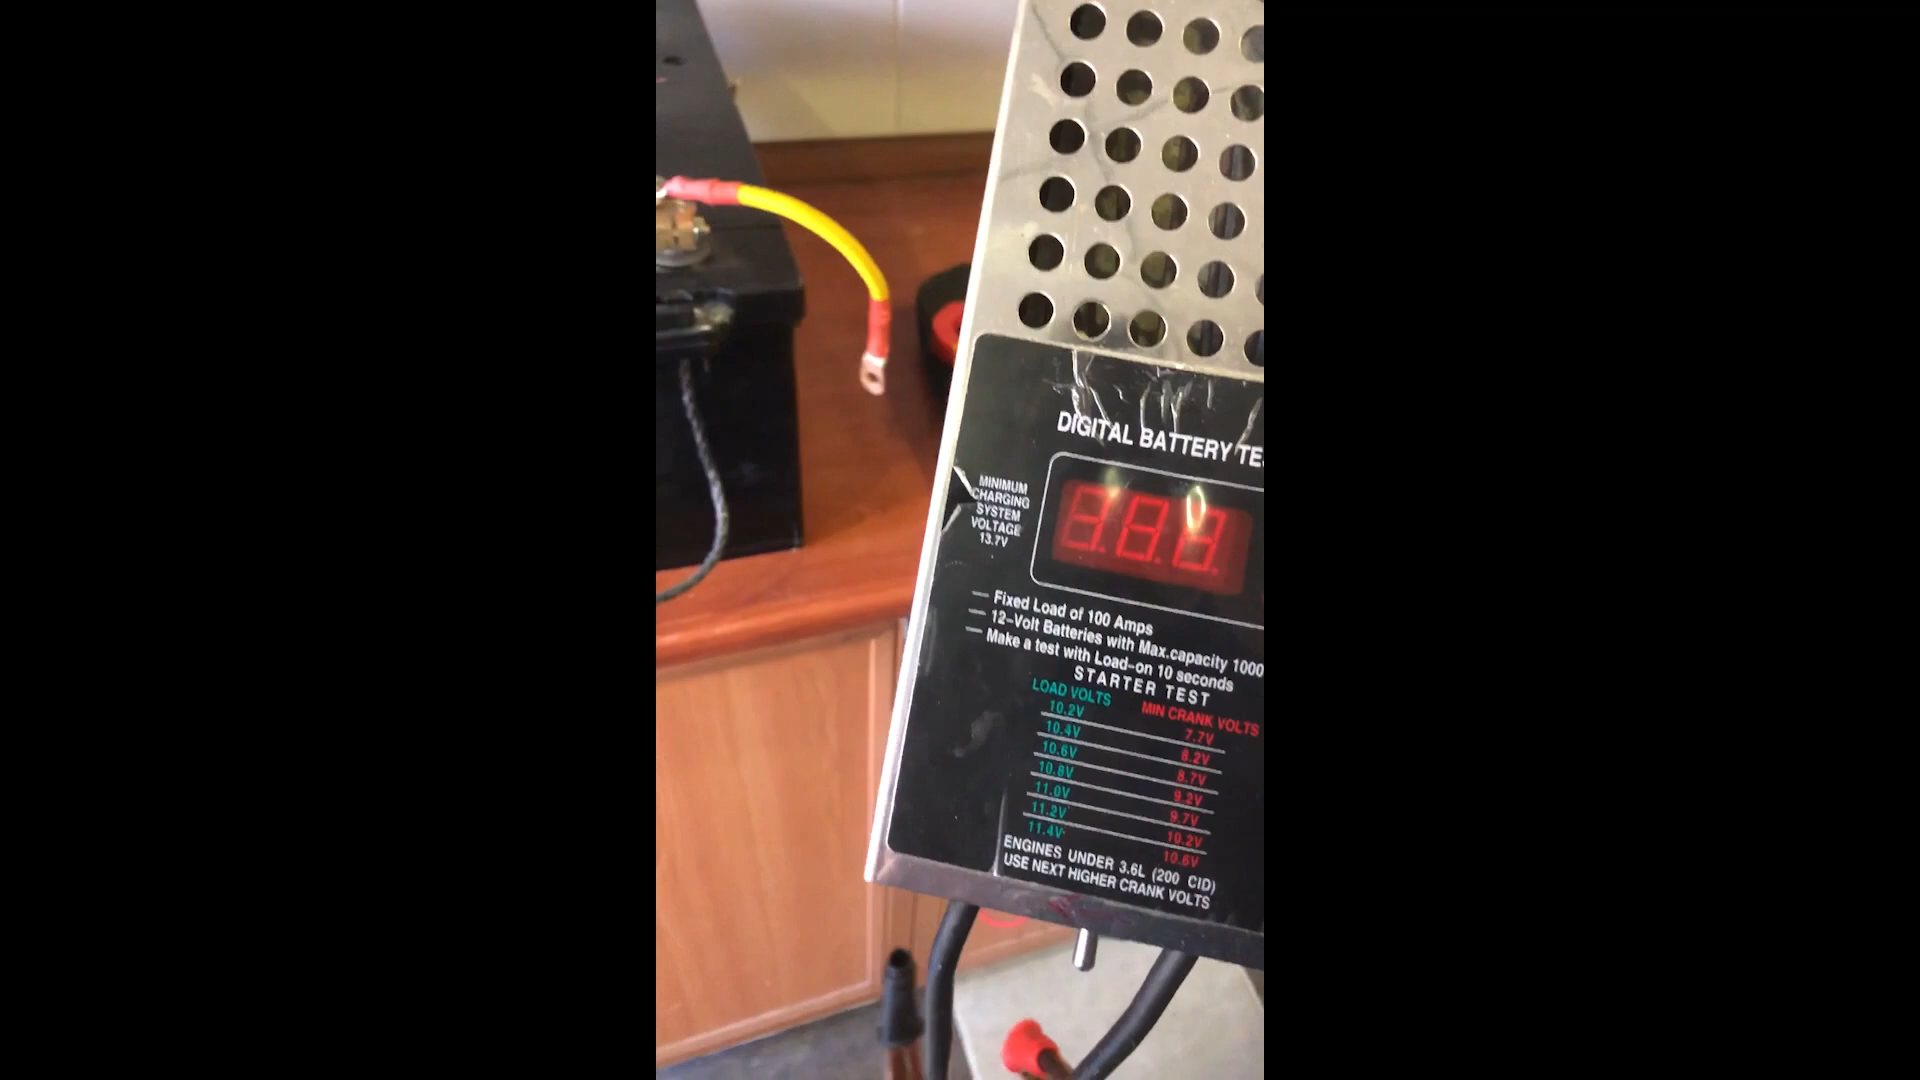 DIGITAL BATTERY TE
MINIMUM
CHARGING
SYSTEM
VOLTAGE
13.7V
— Fixed Load of 100 Amps
— 12-Volt Batteries with Max.capacity 1000
— Make a test with Load-on 10 seconds
STARTER TEST
LOAD VOLTS MIN CRANK VOLTS
10.2V 7.7V
10.4V 8.2V
10.6V 8.7V
10.8V 9.2V
11.0V 9.7V
11.2V 10.2V
11.4V 10.6V
ENGINES UNDER 3.6L (200 CID)
USE NEXT HIGHER CRANK VOLTS